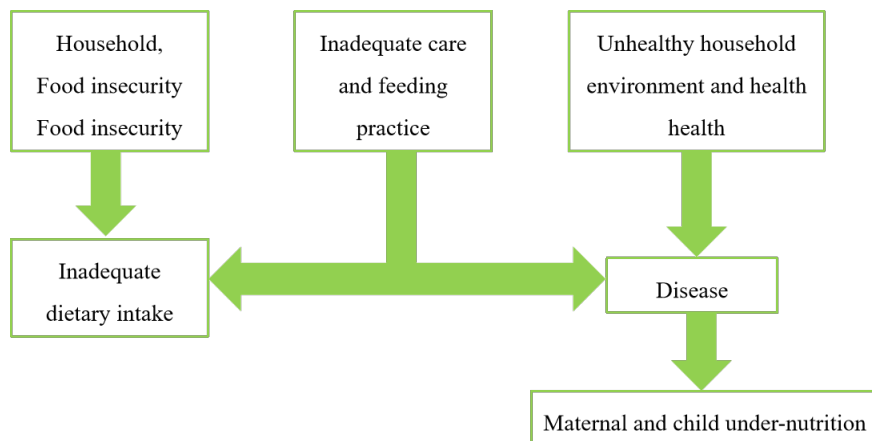 Household,
Food insecurity
Food insecurity
Inadequate care
and feeding
practice
Unhealthy household
environment and health
health
Inadequate
dietary intake
Disease
Maternal and child under-nutrition